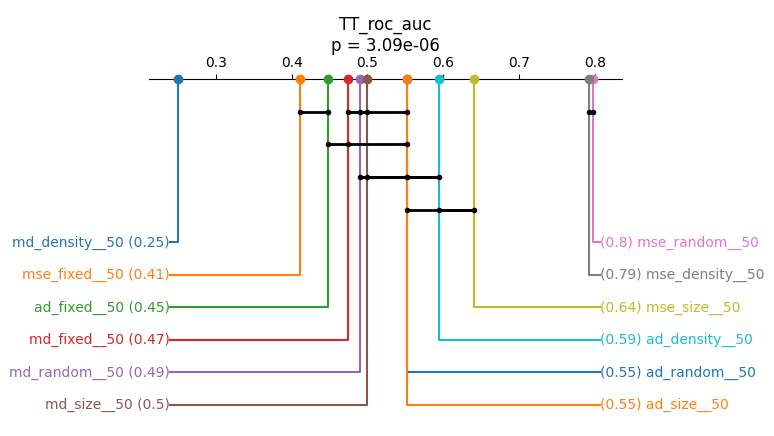 TT_roc_auc
p = 3.09e-06
0.3 0.4 0.5 0.6 0.7 0.8
md_density__50 (0.25)
mse_fixed__50 (0.41)
ad_fixed__50 (0.45)
md_fixed__50 (0.47)
md_random__50 (0.49)
md_size__50 (0.5)
(0.8) mse_random__50
(0.79) mse_density__50
(0.64) mse_size__50
(0.59) ad_density__50
(0.55) ad_random__50
(0.55) ad_size__50